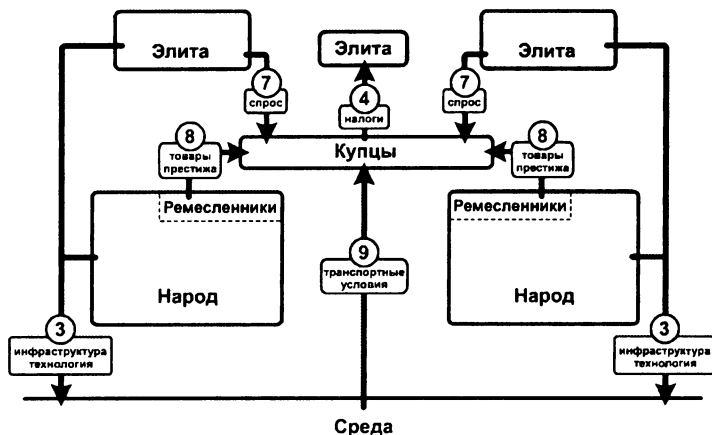 Элита
Элита
Элита
7
спрос
4
налоги
7
спрос
8
товары
престижа
Купцы
8
товары
престижа
Ремесленники
Ремесленники
9
транспортные
условия
Народ
Народ
3
инфраструктура
технология
3
инфраструктура
технология
Среда